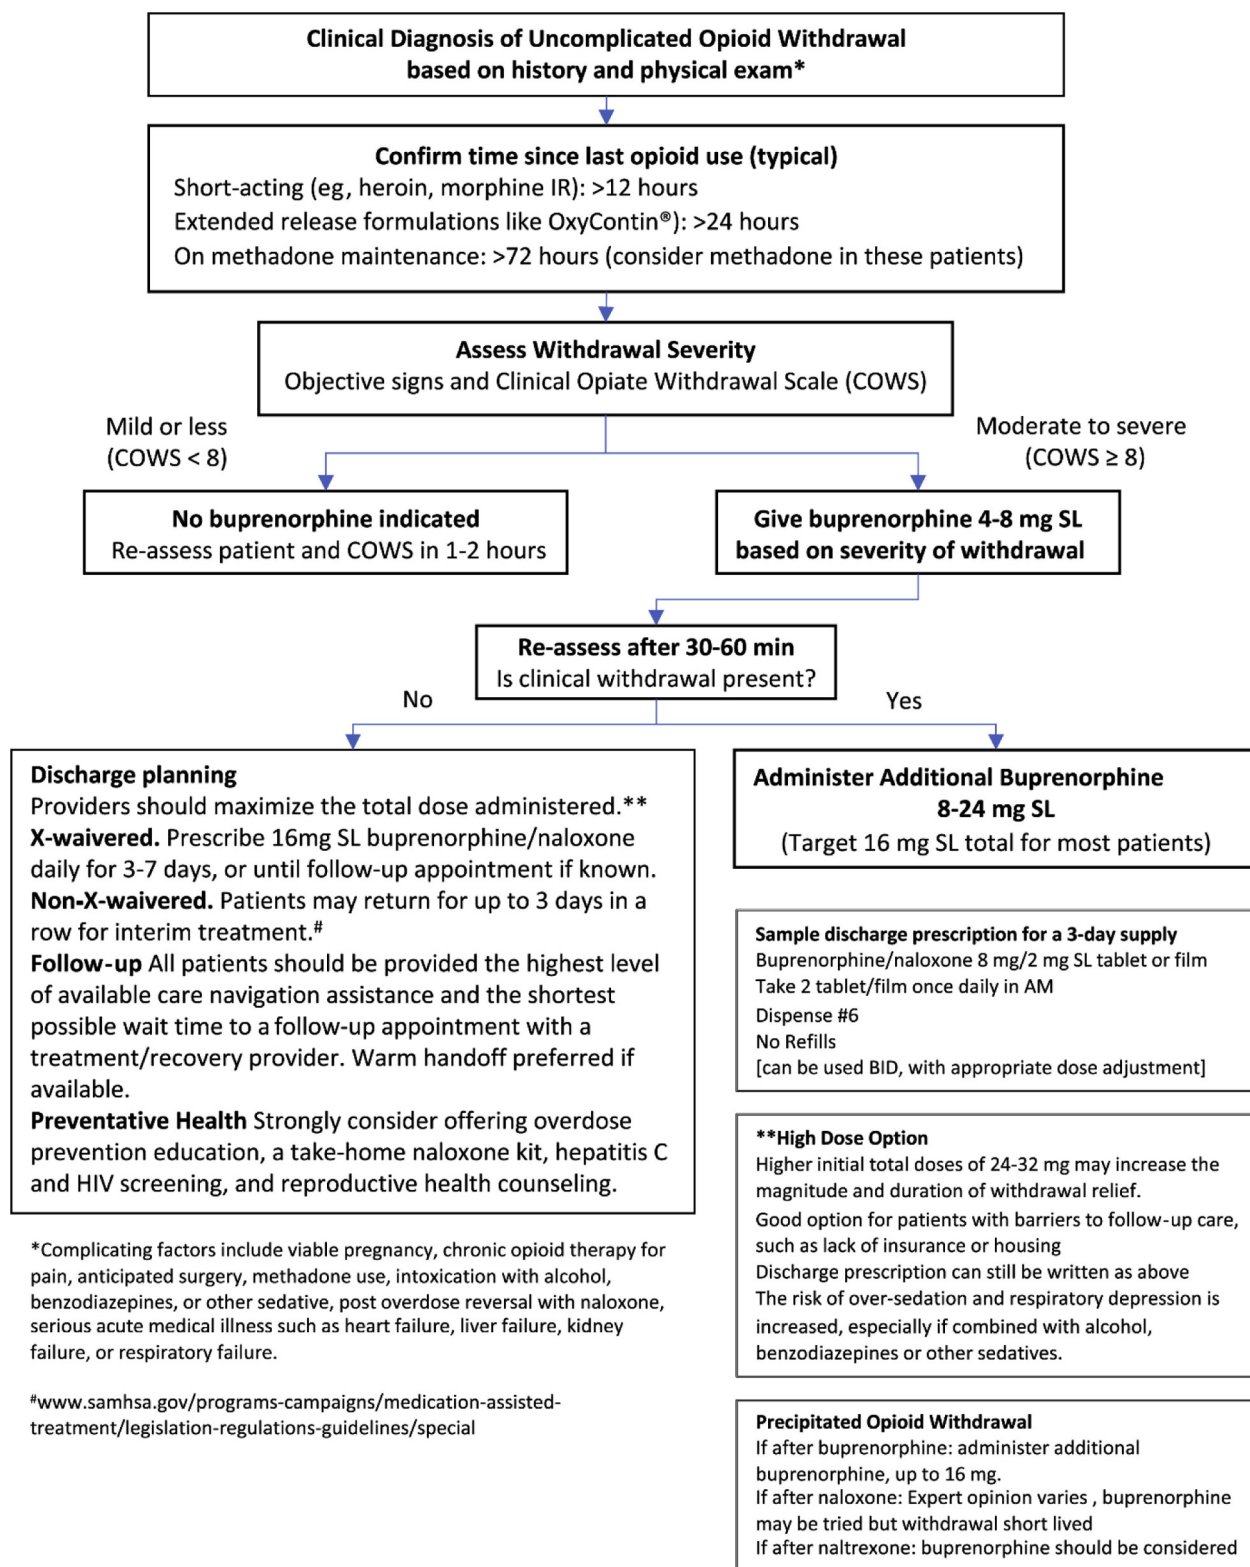 Clinical Diagnosis of Uncomplicated Opioid Withdrawal
based on history and physical exam*
Confirm time since last opioid use (typical)
Short-acting (eg, heroin, morphine IR): >12 hours
Extended release formulations like OxyContin®): >24 hours
On methadone maintenance: >72 hours (consider methadone in these patients)
Assess Withdrawal Severity
Objective signs and Clinical Opiate Withdrawal Scale (COWS)
Mild or less
(COWS < 8)
Moderate to severe
(COWS ≥ 8)
No buprenorphine indicated
Re-assess patient and COWS in 1-2 hours
Give buprenorphine 4-8 mg SL
based on severity of withdrawal
Re-assess after 30-60 min
Is clinical withdrawal present?
No
Yes
Discharge planning
Providers should maximize the total dose administered.**
X-waivered. Prescribe 16mg SL buprenorphine/naloxone
daily for 3-7 days, or until follow-up appointment if known.
Non-X-waivered. Patients may return for up to 3 days in a
row for interim treatment.#
Follow-up All patients should be provided the highest level
of available care navigation assistance and the shortest
possible wait time to a follow-up appointment with a
treatment/recovery provider. Warm handoff preferred if
available.
Preventative Health Strongly consider offering overdose
prevention education, a take-home naloxone kit, hepatitis C
and HIV screening, and reproductive health counseling.
*Complicating factors include viable pregnancy, chronic opioid therapy for
pain, anticipated surgery, methadone use, intoxication with alcohol,
benzodiazepines, or other sedative, post overdose reversal with naloxone,
serious acute medical illness such as heart failure, liver failure, kidney
failure, or respiratory failure.
#www.samhsa.gov/programs-campaigns/medication-assisted-
treatment/legislation-regulations-guidelines/special
Administer Additional Buprenorphine
8-24 mg SL
(Target 16 mg SL total for most patients)
Sample discharge prescription for a 3-day supply
Buprenorphine/naloxone 8 mg/2 mg SL tablet or film
Take 2 tablet/film once daily in AM
Dispense #6
No Refills
[can be used BID, with appropriate dose adjustment]
**High Dose Option
Higher initial total doses of 24-32 mg may increase the
magnitude and duration of withdrawal relief.
Good option for patients with barriers to follow-up care,
such as lack of insurance or housing
Discharge prescription can still be written as above
The risk of over-sedation and respiratory depression is
increased, especially if combined with alcohol,
benzodiazepines or other sedatives.
Precipitated Opioid Withdrawal
If after buprenorphine: administer additional
buprenorphine, up to 16 mg.
If after naloxone: Expert opinion varies , buprenorphine
may be tried but withdrawal short lived
If after naltrexone: buprenorphine should be considered